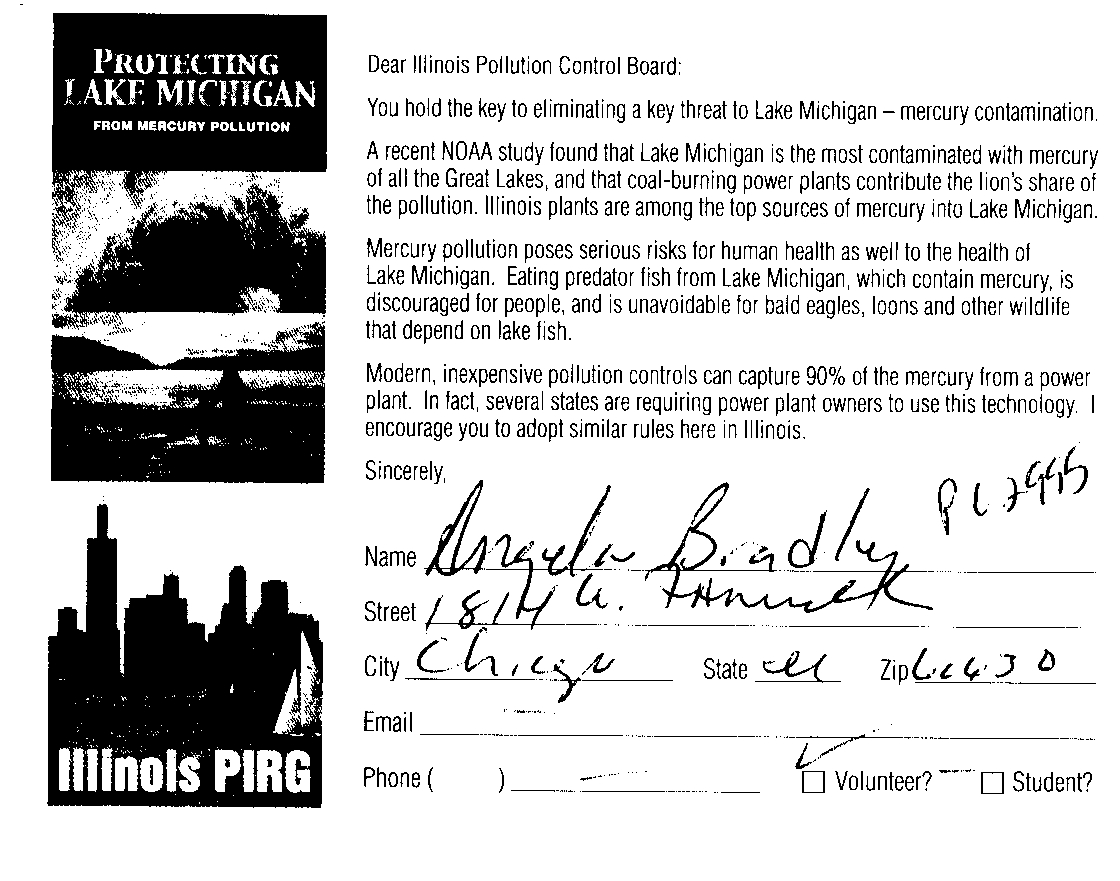 PROTECTING
LAKE MICHIGAN
FROM MERCURY POLLUTION
Illinois PIRG
Dear Illinois Pollution Control Board:
You hold the key to eliminating a key threat to Lake Michigan – mercury contamination.
A recent NOAA study found that Lake Michigan is the most contaminated with mercury
of all the Great Lakes, and that coal-burning power plants contribute the lion's share of
the pollution. Illinois plants are among the top sources of mercury into Lake Michigan.
Mercury pollution poses serious risks for human health as well to the health of
Lake Michigan. Eating predator fish from Lake Michigan, which contain mercury, is
discouraged for people, and is unavoidable for bald eagles, loons and other wildlife
that depend on lake fish.
Modern, inexpensive pollution controls can capture 90% of the mercury from a power
plant. In fact, several states are requiring power plant owners to use this technology. I
encourage you to adopt similar rules here in Illinois.
Sincerely,
Name Angela Bradley
Street 1814
City Chicago State Ill Zip
Email
Phone ( ) Volunteer? Student?